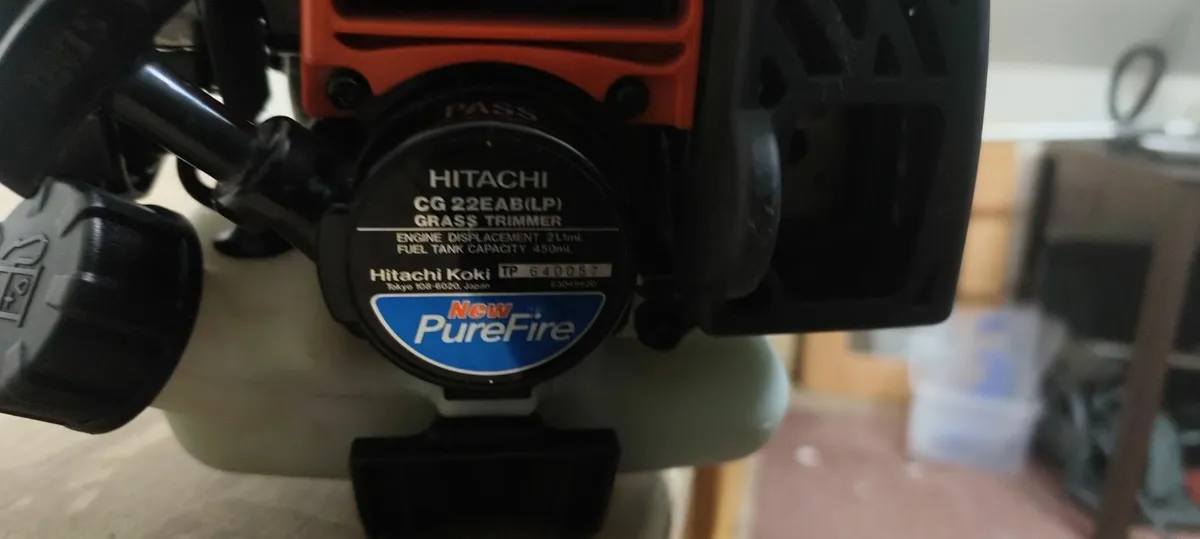 PASS
HITACHI
CG 22EAB(LP)
GRASS TRIMMER
ENGINE DISPLACEMENT 21.1mL
FUEL TANK CAPACITY 450mL
Hitachi Koki TP 640057
Tokyo 108-6020, Japan
New
PureFire